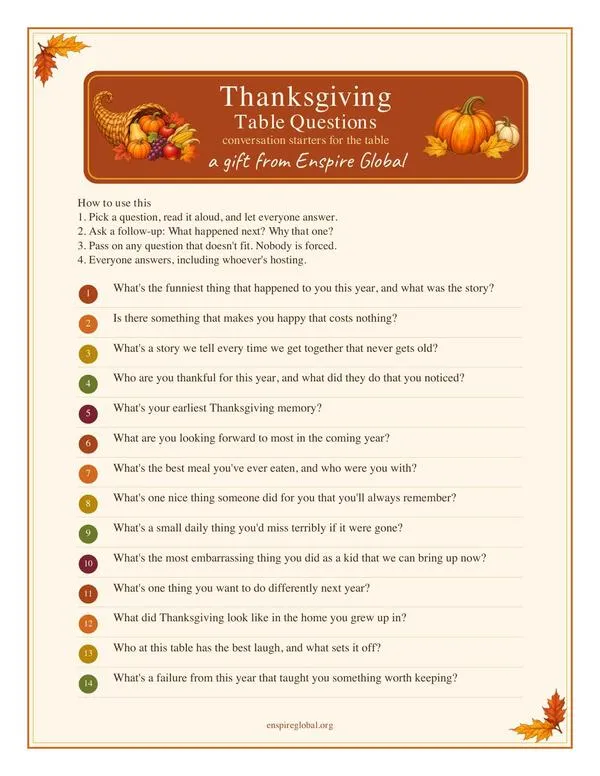 Thanksgiving
Table Questions
conversation starters for the table
a gift from Enspire Global
How to use this
1. Pick a question, read it aloud, and let everyone answer.
2. Ask a follow-up: What happened next? Why that one?
3. Pass on any question that doesn't fit. Nobody is forced.
4. Everyone answers, including whoever's hosting.
1 What's the funniest thing that happened to you this year, and what was the story?
2 Is there something that makes you happy that costs nothing?
3 What's a story we tell every time we get together that never gets old?
4 Who are you thankful for this year, and what did they do that you noticed?
5 What's your earliest Thanksgiving memory?
6 What are you looking forward to most in the coming year?
7 What's the best meal you've ever eaten, and who were you with?
8 What's one nice thing someone did for you that you'll always remember?
9 What's a small daily thing you'd miss terribly if it were gone?
10 What's the most embarrassing thing you did as a kid that we can bring up now?
11 What's one thing you want to do differently next year?
12 What did Thanksgiving look like in the home you grew up in?
13 Who at this table has the best laugh, and what sets it off?
14 What's a failure from this year that taught you something worth keeping?
enspireglobal.org